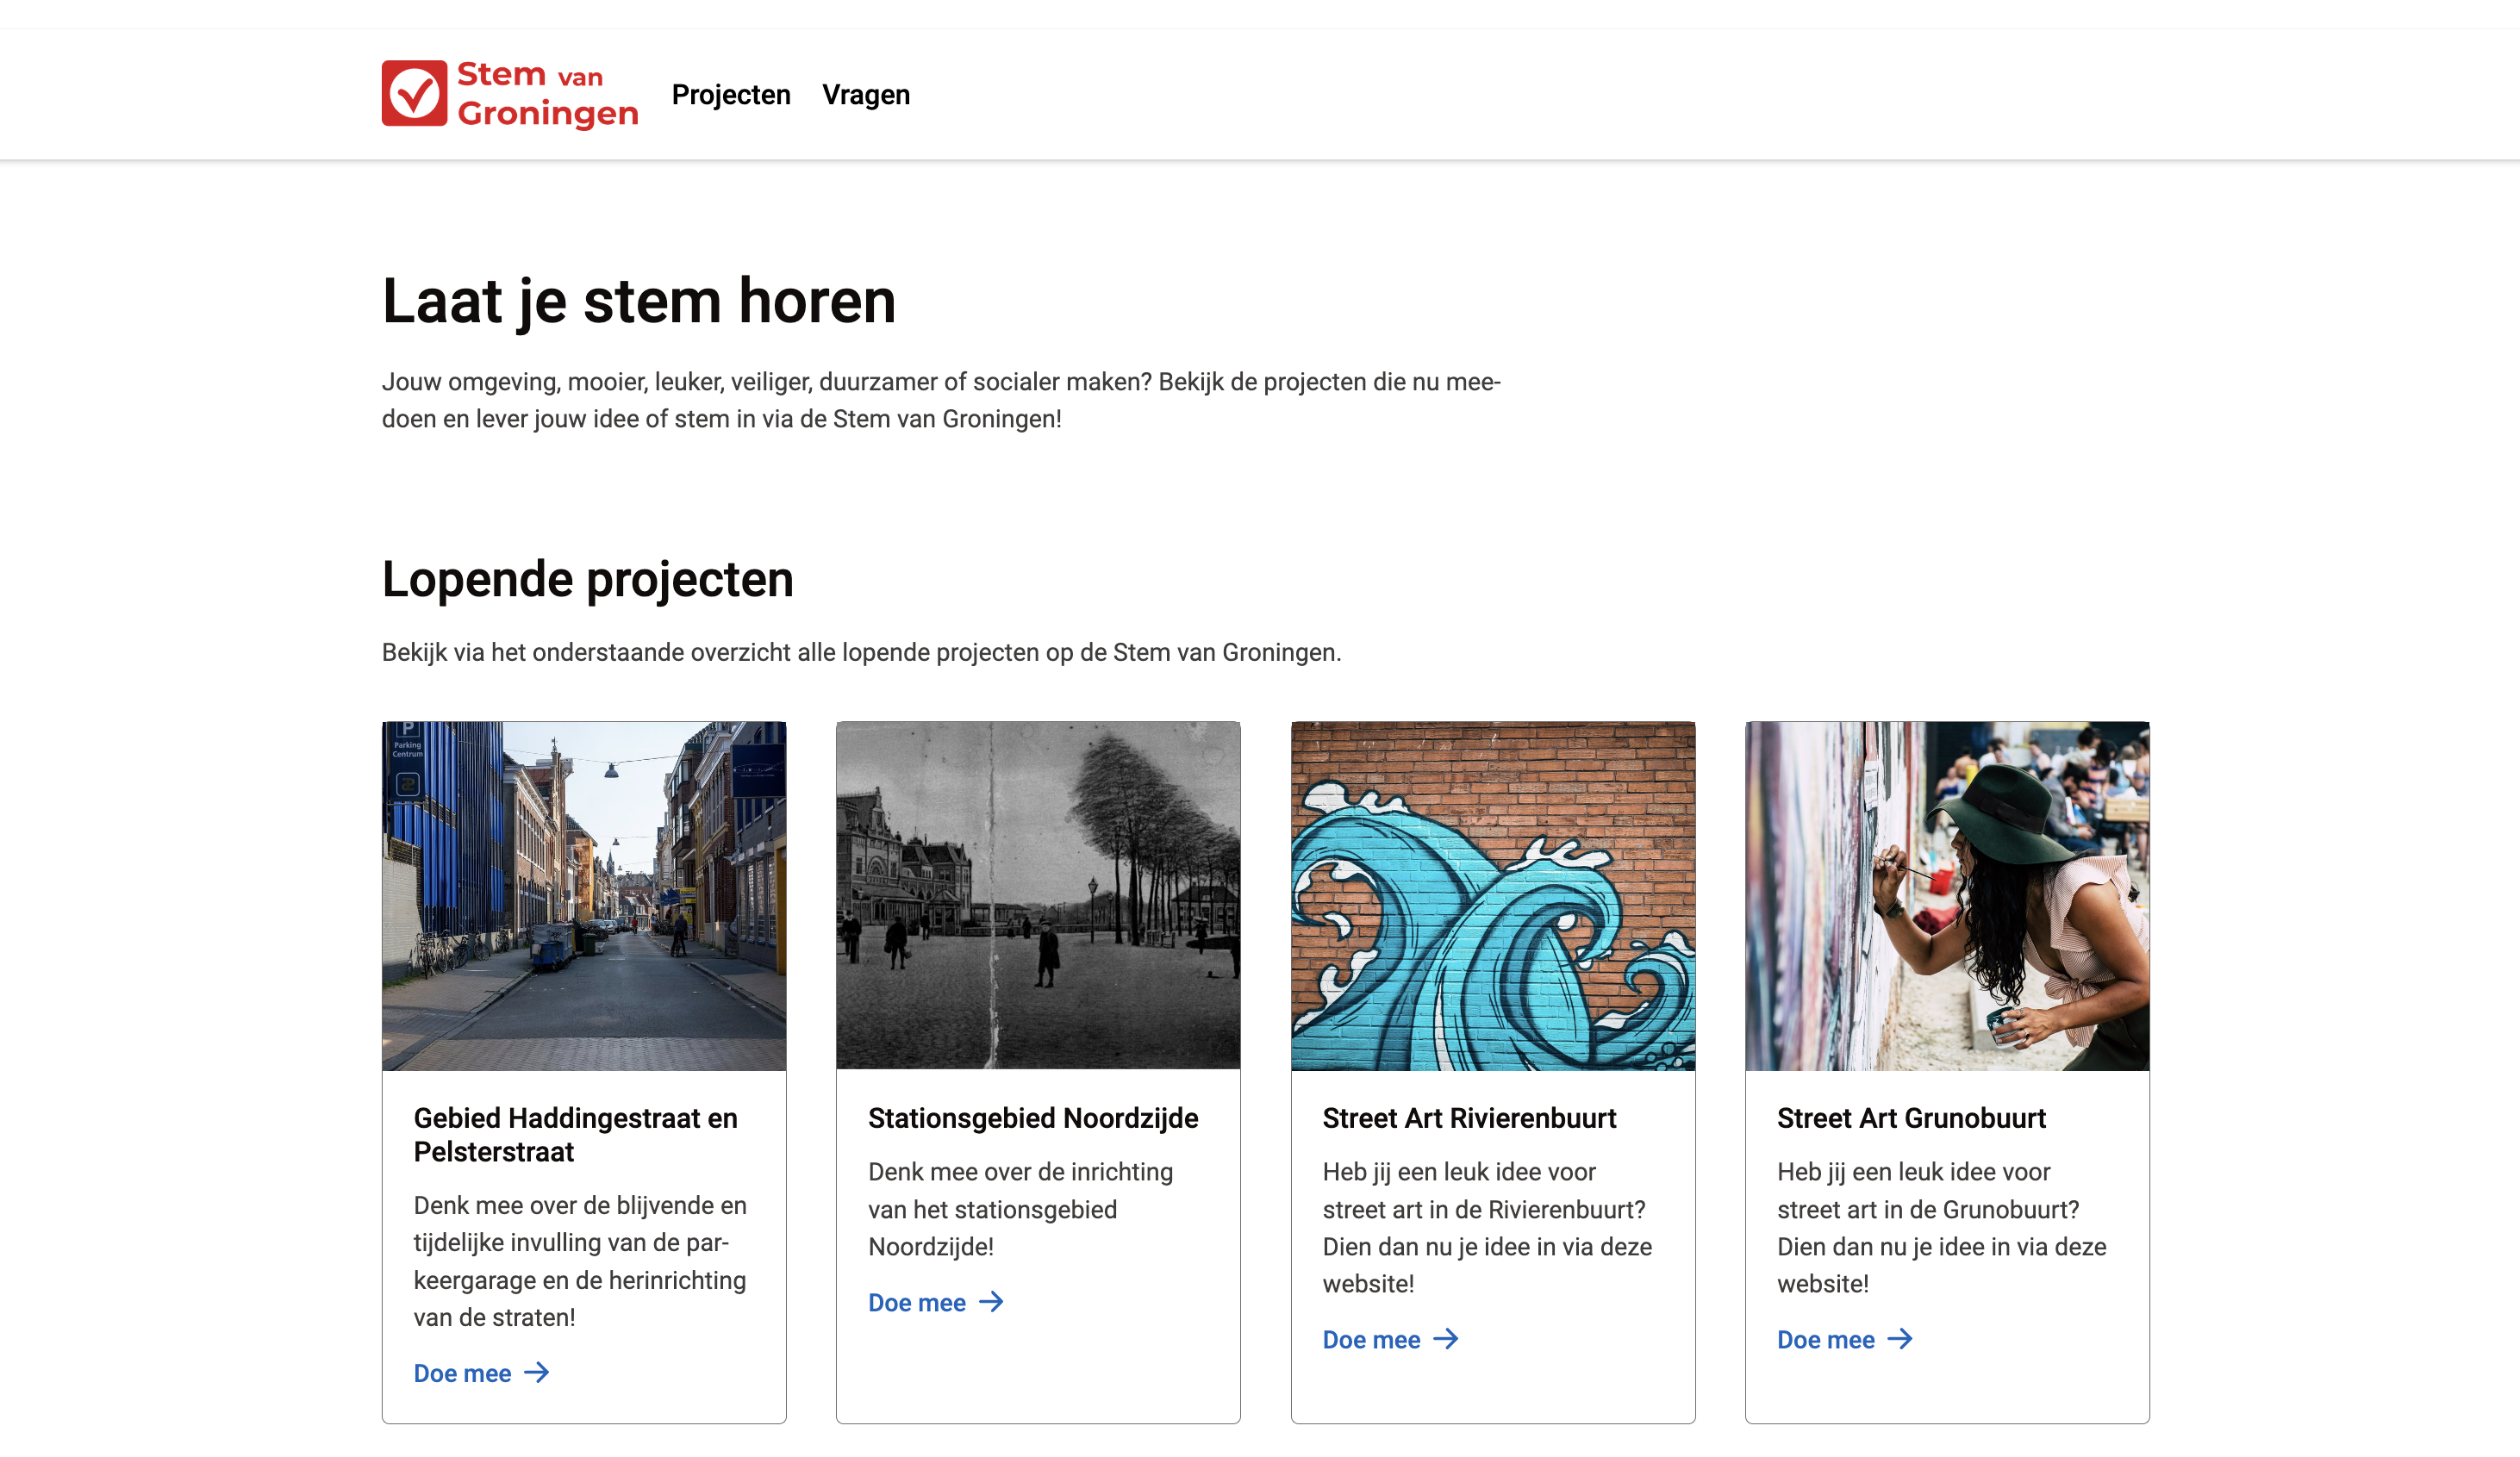 Stem van
Groningen
Projecten Vragen
Laat je stem horen
Jouw omgeving, mooier, leuker, veiliger, duurzamer of socialer maken? Bekijk de projecten die nu mee-
doen en lever jouw idee of stem in via de Stem van Groningen!
Lopende projecten
Bekijk via het onderstaande overzicht alle lopende projecten op de Stem van Groningen.
P
Parking
Centrum
Gebied Haddingestraat en
Pelsterstraat
Denk mee over de blijvende en
tijdelijke invulling van de par-
keergarage en de herinrichting
van de straten!
Doe mee →
Stationsgebied Noordzijde
Denk mee over de inrichting
van het stationsgebied
Noordzijde!
Doe mee →
Street Art Rivierenbuurt
Heb jij een leuk idee voor
street art in de Rivierenbuurt?
Dien dan nu je idee in via deze
website!
Doe mee →
Street Art Grunobuurt
Heb jij een leuk idee voor
street art in de Grunobuurt?
Dien dan nu je idee in via deze
website!
Doe mee →